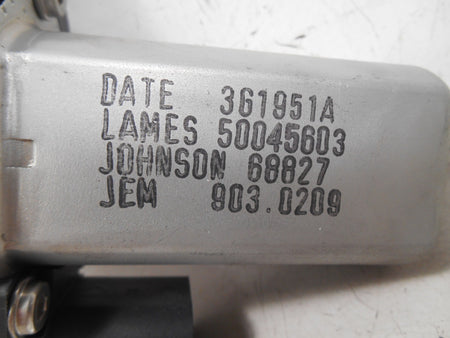 DATE 361951A
LAMES 50045603
JOHNSON 68827
JEM 903.0209